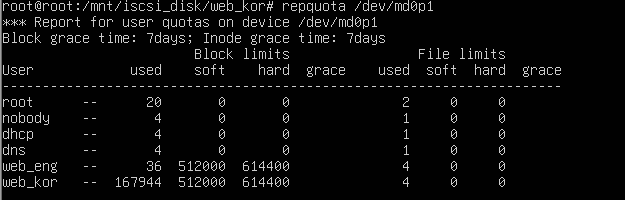 root@root:/mnt/iscsi_disk/web_kor# repquota /dev/md0p1
*** Report for user quotas on device /dev/md0p1
Block grace time: 7days; Inode grace time: 7days
                        Block limits                File limits
User            used    soft    hard  grace    used  soft  hard  grace
----------------------------------------------------------------------
root      --      20       0       0              2     0     0
nobody    --       4       0       0              1     0     0
dhcp      --       4       0       0              1     0     0
dns       --       4       0       0              1     0     0
web_eng   --      36  512000  614400              4     0     0
web_kor   --  167944  512000  614400              4     0     0